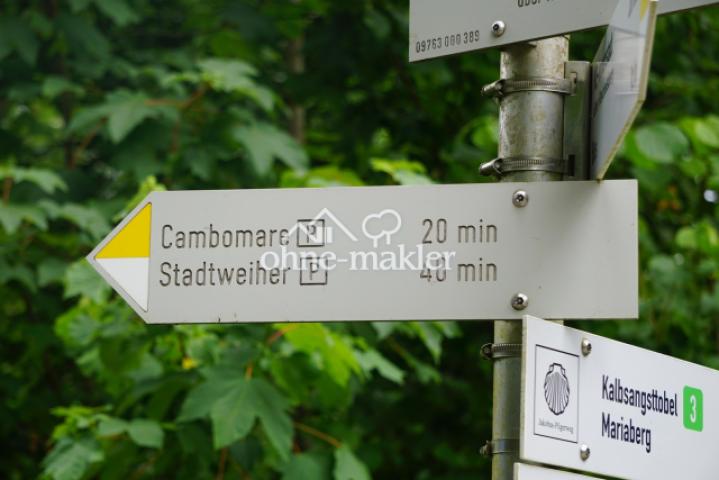 09763 000 389
Cambomare P 20 min
Stadtweiher P 40 min
ohne-makler
Jakobus-Pilgerweg
Kalbsangsttobel 3
Mariaberg